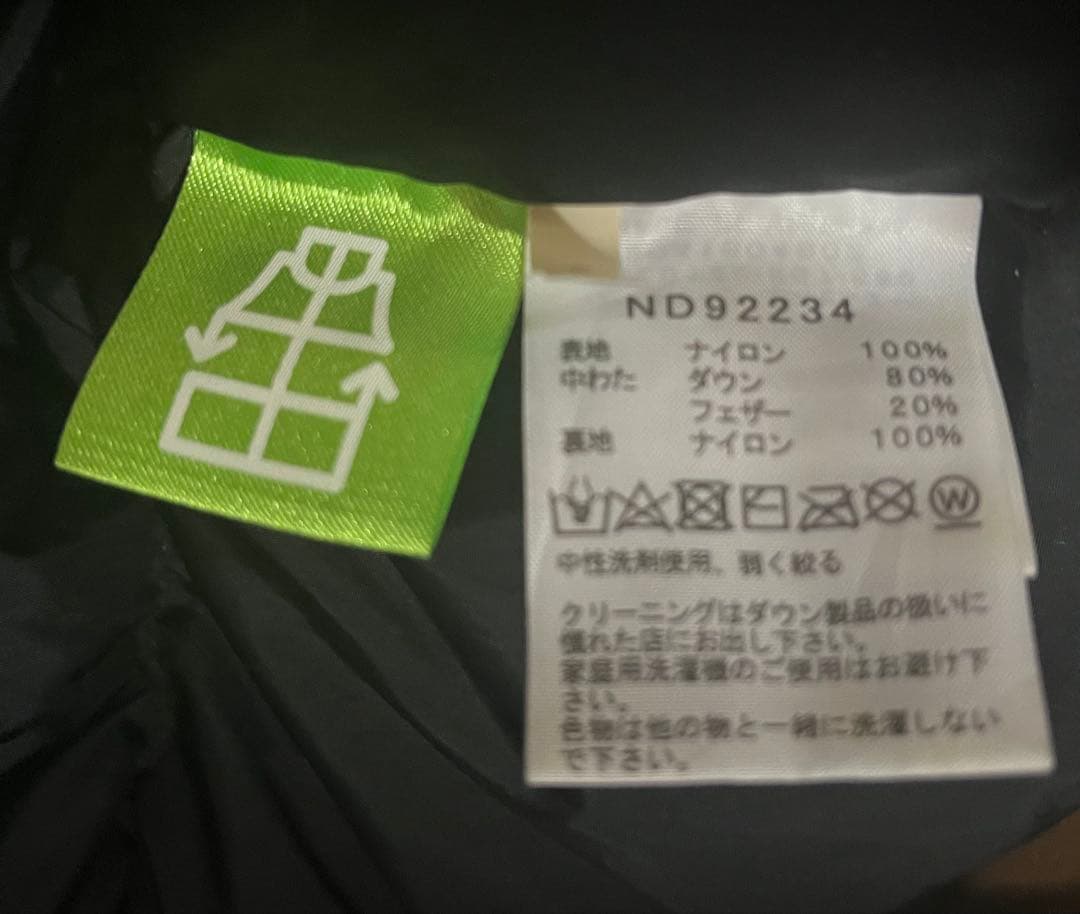 ND92234
表地 ナイロン 100%
中わた ダウン 80%
フェザー 20%
裏地 ナイロン 100%
W
中性洗剤使用、弱く絞る
クリーニングはダウン製品の扱いに
慣れた店にお出し下さい。
家庭用洗濯機のご使用はお避け下
さい。
色物は他の物と一緒に洗濯しない
で下さい。